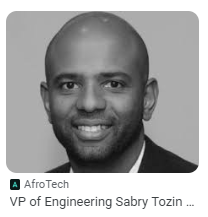 AfroTech
VP of Engineering Sabry Tozin ...